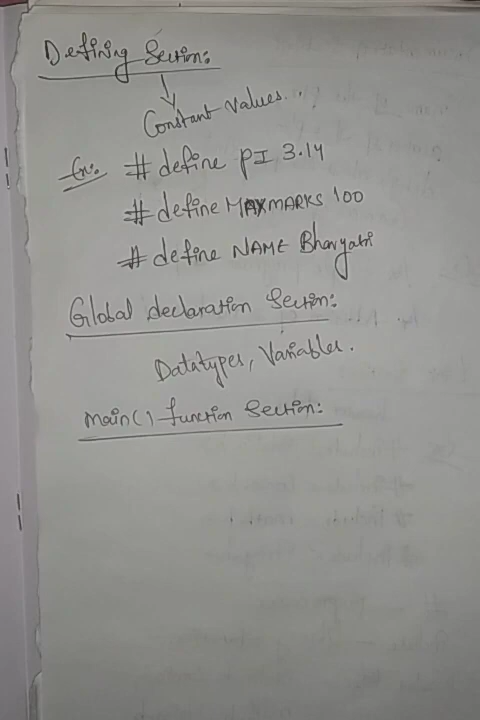 Defining Section:
Constant values..
Ex:. # define PI 3.14
# define MAXMARKS 100
# define NAME Bhavyatri
Global declaration Section:
Datatypes, Variables.
Main() function Section: